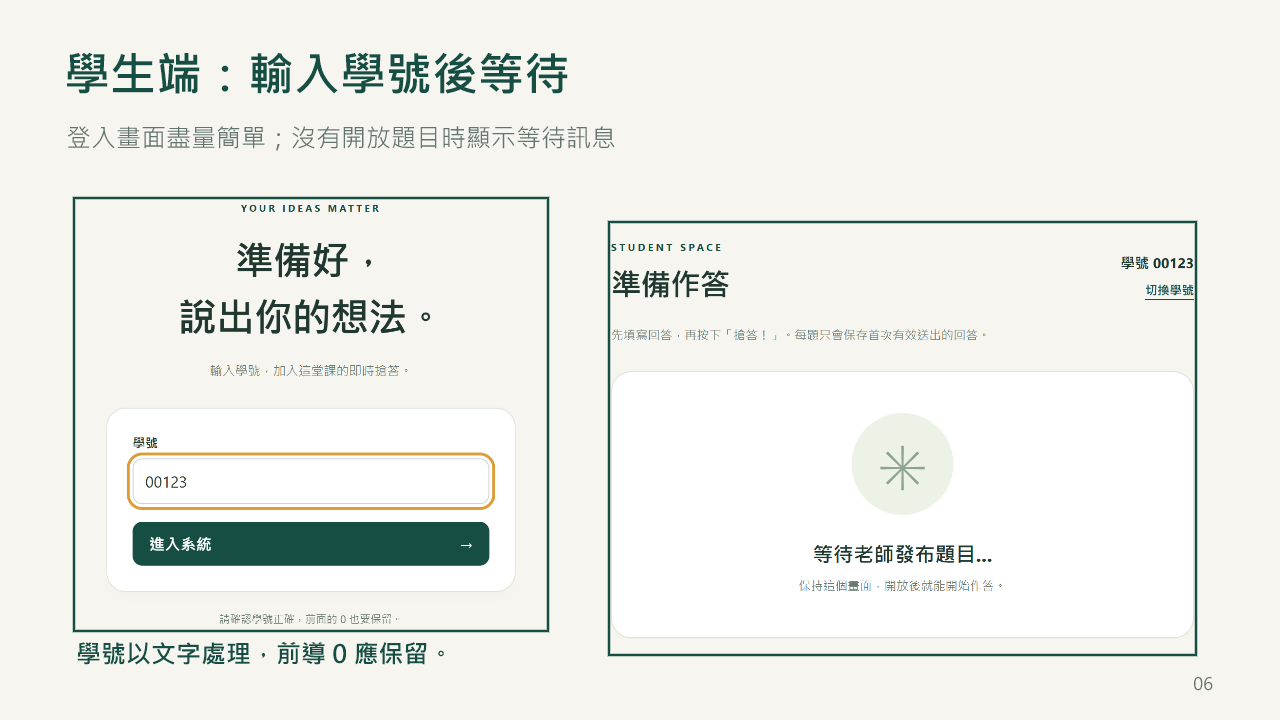 學生端：輸入學號後等待
登入畫面盡量簡單；沒有開放題目時顯示等待訊息
YOUR IDEAS MATTER
準備好，
說出你的想法。
輸入學號，加入這堂課的即時搶答。
學號
00123
進入系統 →
請確認學號正確，前面的 0 也要保留。
學號以文字處理，前導 0 應保留。
STUDENT SPACE
準備作答
學號 00123
切換學號
先填寫回答，再按下「搶答！」。每題只會保存首次有效送出的回答。
等待老師發布題目…
保持這個畫面，開放後就能開始作答。
06